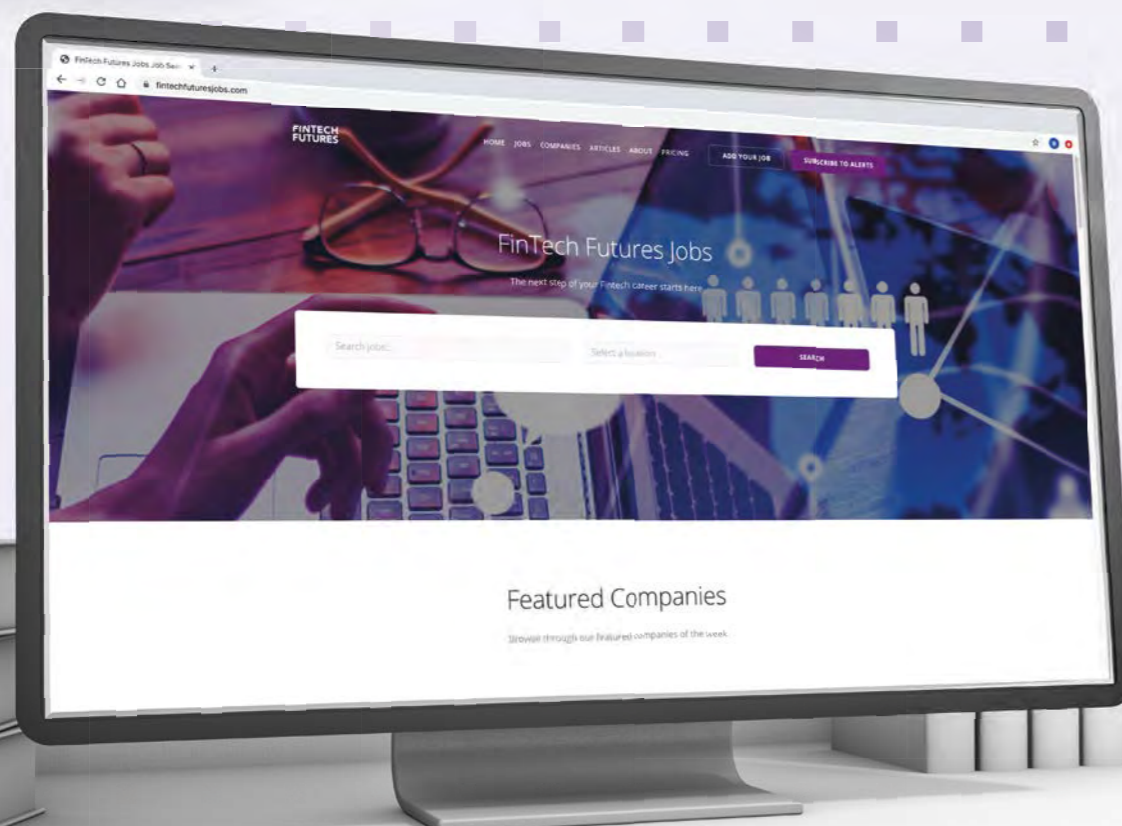 FinTech Futures Jobs Job Sea
fintechfuturesjobs.com
FINTECH
FUTURES
HOME JOBS COMPANIES ARTICLES ABOUT PRICING ADD YOUR JOB SUBSCRIBE TO ALERTS
FinTech Futures Jobs
The next step of your Fintech career starts here
Search jobs...
Select a location
SEARCH
Featured Companies
Browse through our featured companies of the week